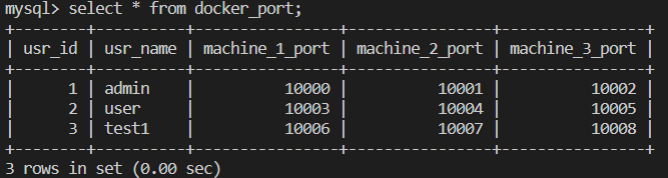 mysql> select * from docker_port;
+--------+----------+----------------+----------------+----------------+
| usr_id | usr_name | machine_1_port | machine_2_port | machine_3_port |
+--------+----------+----------------+----------------+----------------+
|      1 | admin    |          10000 |          10001 |          10002 |
|      2 | user     |          10003 |          10004 |          10005 |
|      3 | test1    |          10006 |          10007 |          10008 |
+--------+----------+----------------+----------------+----------------+
3 rows in set (0.00 sec)